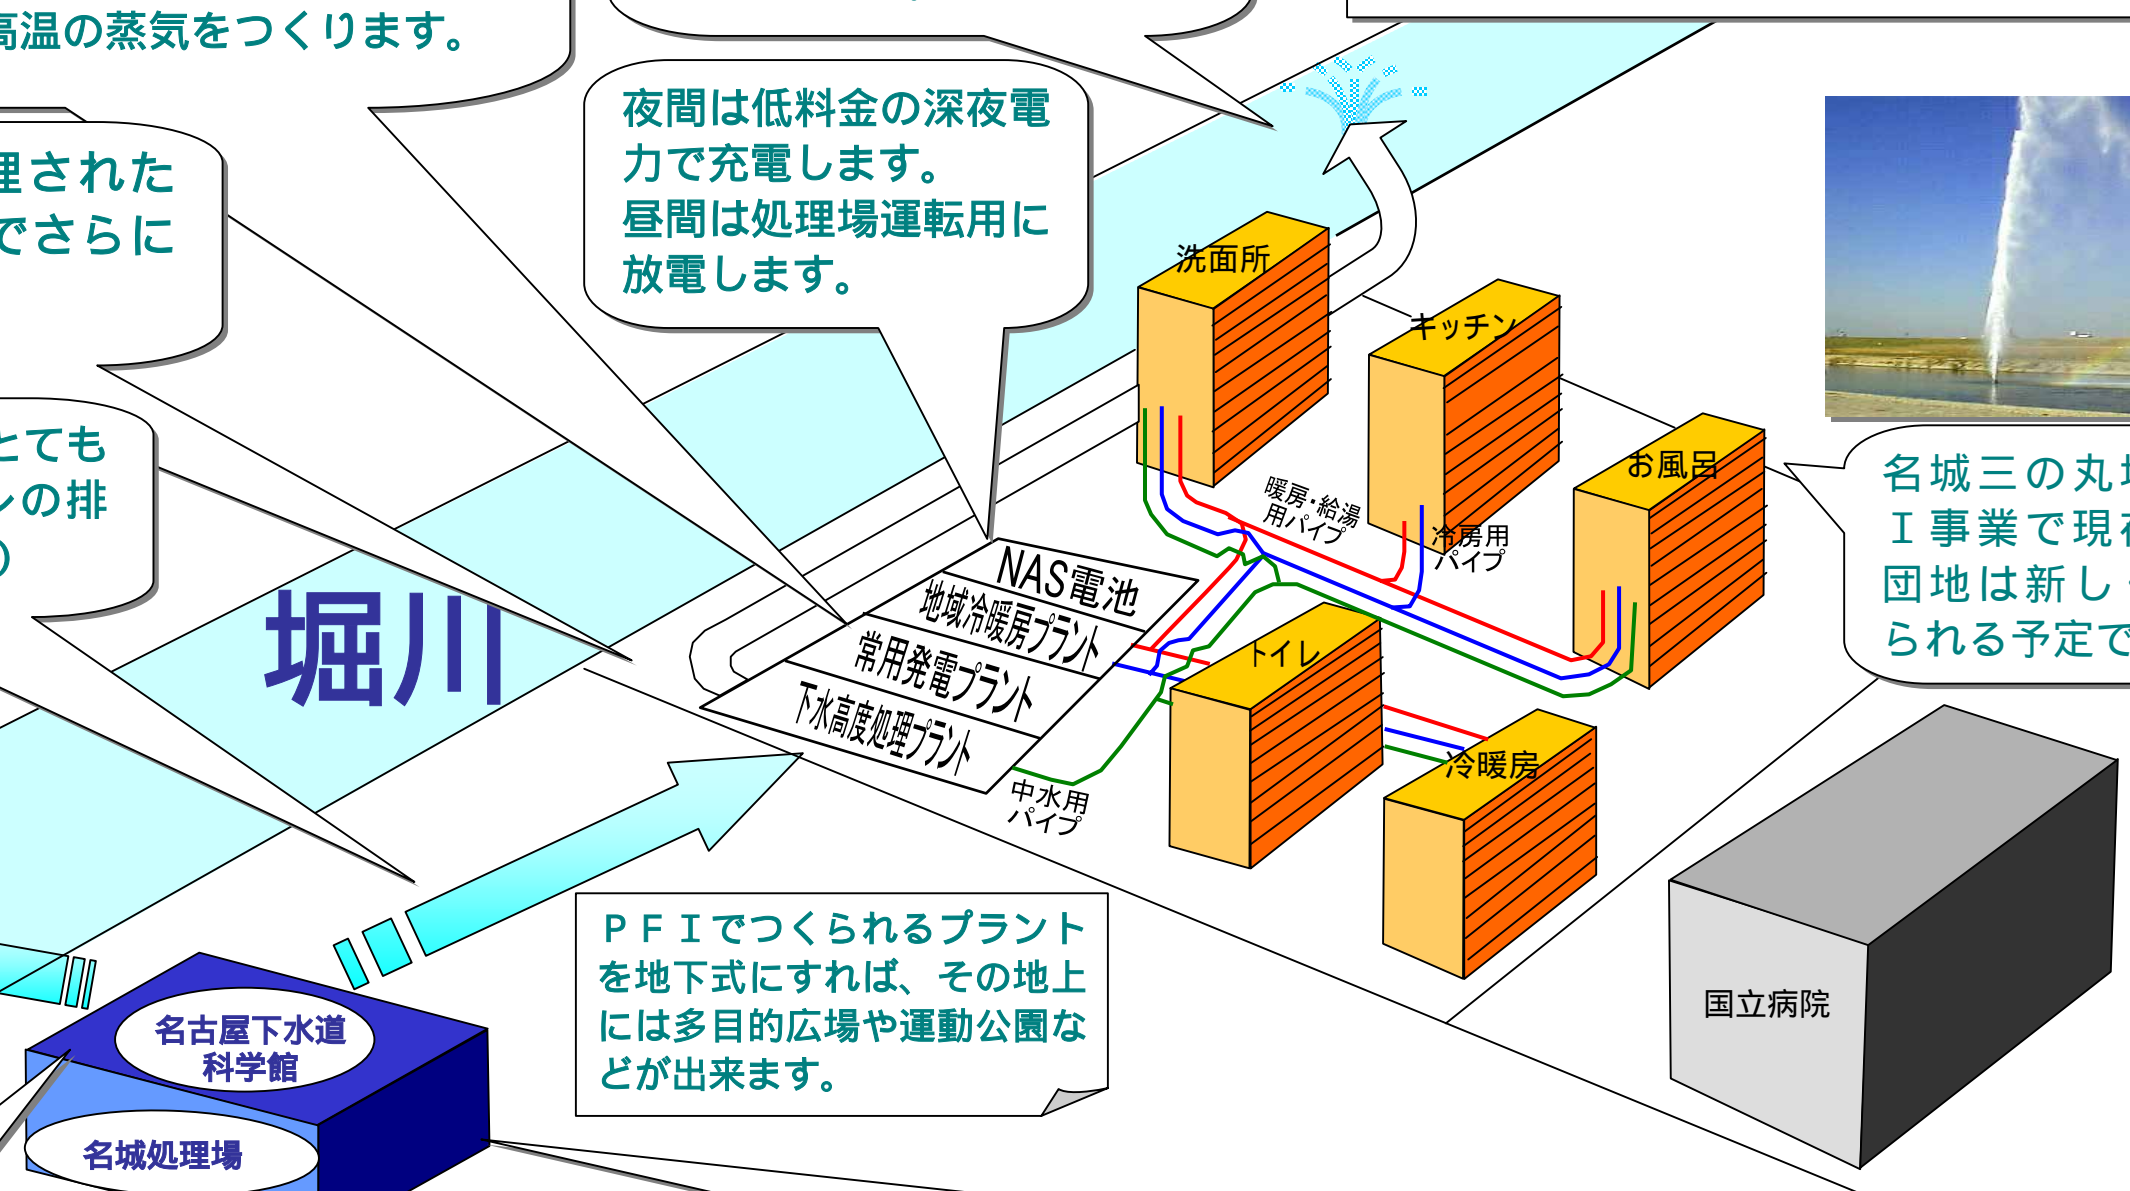 高温の蒸気をつくります。
夜間は低料金の深夜電
力で充電します。
昼間は処理場運転用に
放電します。
理された
でさらに
とても
ンの排
）
堀川
洗面所
キッチン
お風呂
暖房・給湯
用パイプ
冷房用
パイプ
名城三の丸地
Ｉ事業で現在
団地は新しく
られる予定で
NAS電池
地域冷暖房プラント
常用発電プラント
下水高度処理プラント
トイレ
冷暖房
中水用
パイプ
ＰＦＩでつくられるプラント
を地下式にすれば、その地上
には多目的広場や運動公園な
どが出来ます。
国立病院
名古屋下水道
科学館
名城処理場